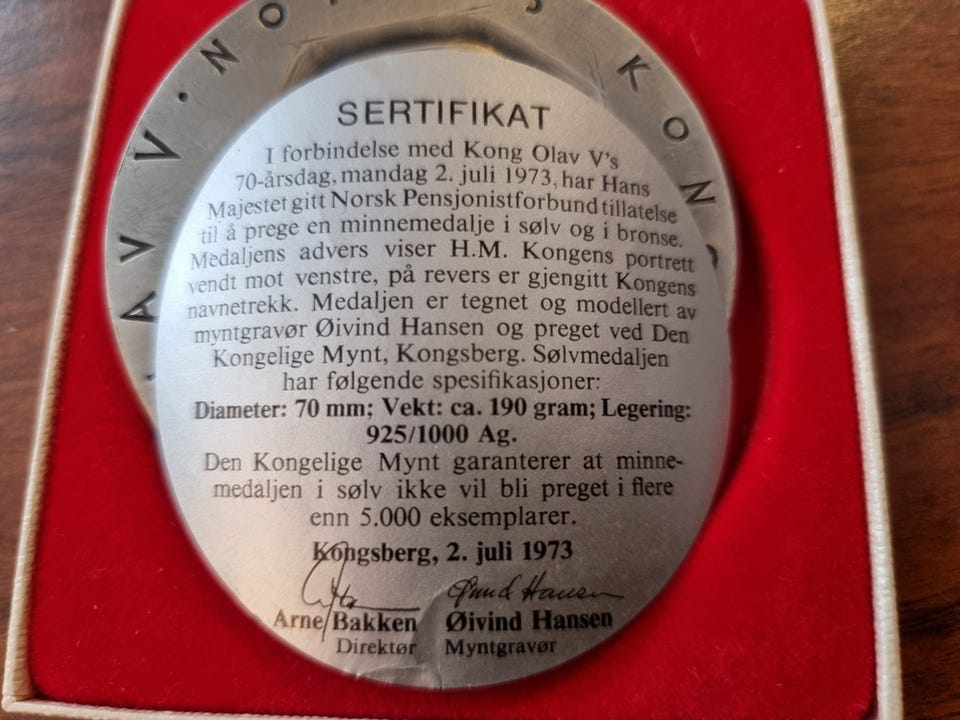 AV V · NO
KON
SERTIFIKAT
I forbindelse med Kong Olav V's
70-årsdag, mandag 2. juli 1973, har Hans
Majestet gitt Norsk Pensjonistforbund tillatelse
til å prege en minnemedalje i sølv og i bronse.
Medaljens advers viser H.M. Kongens portrett
vendt mot venstre, på revers er gjengitt Kongens
navnetrekk. Medaljen er tegnet og modellert av
myntgravør Øivind Hansen og preget ved Den
Kongelige Mynt, Kongsberg. Sølvmedaljen
har følgende spesifikasjoner:
Diameter: 70 mm; Vekt: ca. 190 gram; Legering:
925/1000 Ag.
Den Kongelige Mynt garanterer at minne-
medaljen i sølv ikke vil bli preget i flere
enn 5.000 eksemplarer.
Kongsberg, 2. juli 1973
Arne Bakken Øivind Hansen
Direktør Myntgravør